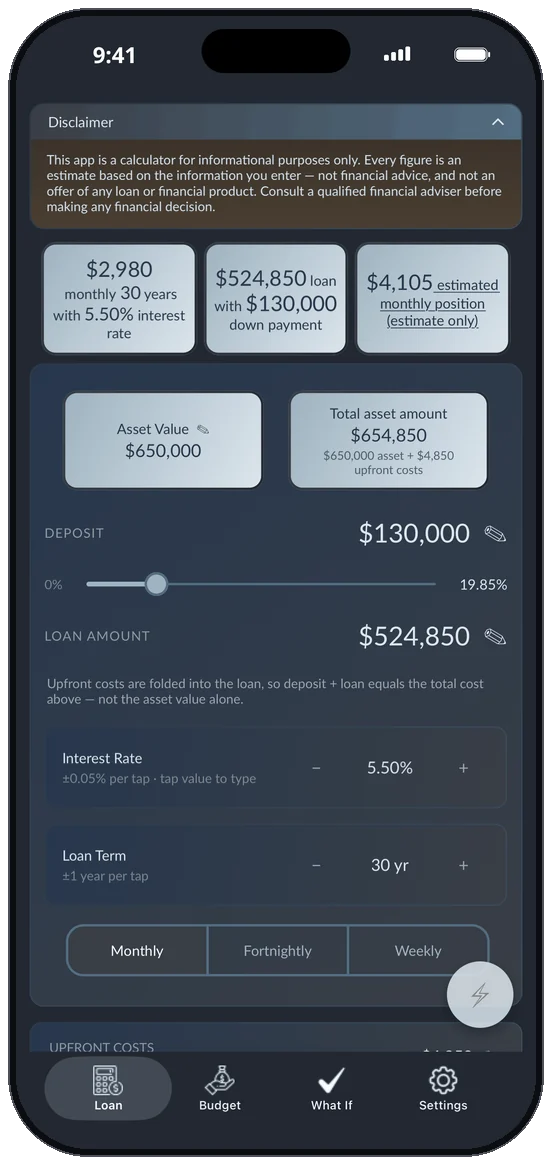 9:41
Disclaimer
This app is a calculator for informational purposes only. Every figure is an
estimate based on the information you enter — not financial advice, and not an
offer of any loan or financial product. Consult a qualified financial adviser before
making any financial decision.
$2,980
monthly 30 years
with 5.50% interest
rate
$524,850 loan
with $130,000
down payment
$4,105 estimated
monthly position
(estimate only)
Asset Value
$650,000
Total asset amount
$654,850
$650,000 asset + $4,850
upfront costs
DEPOSIT $130,000
0% 19.85%
LOAN AMOUNT $524,850
Upfront costs are folded into the loan, so deposit + loan equals the total cost
above — not the asset value alone.
Interest Rate
±0.05% per tap · tap value to type
− 5.50% +
Loan Term
±1 year per tap
− 30 yr +
Monthly Fortnightly Weekly
UPFRONT COSTS
Loan Budget What If Settings